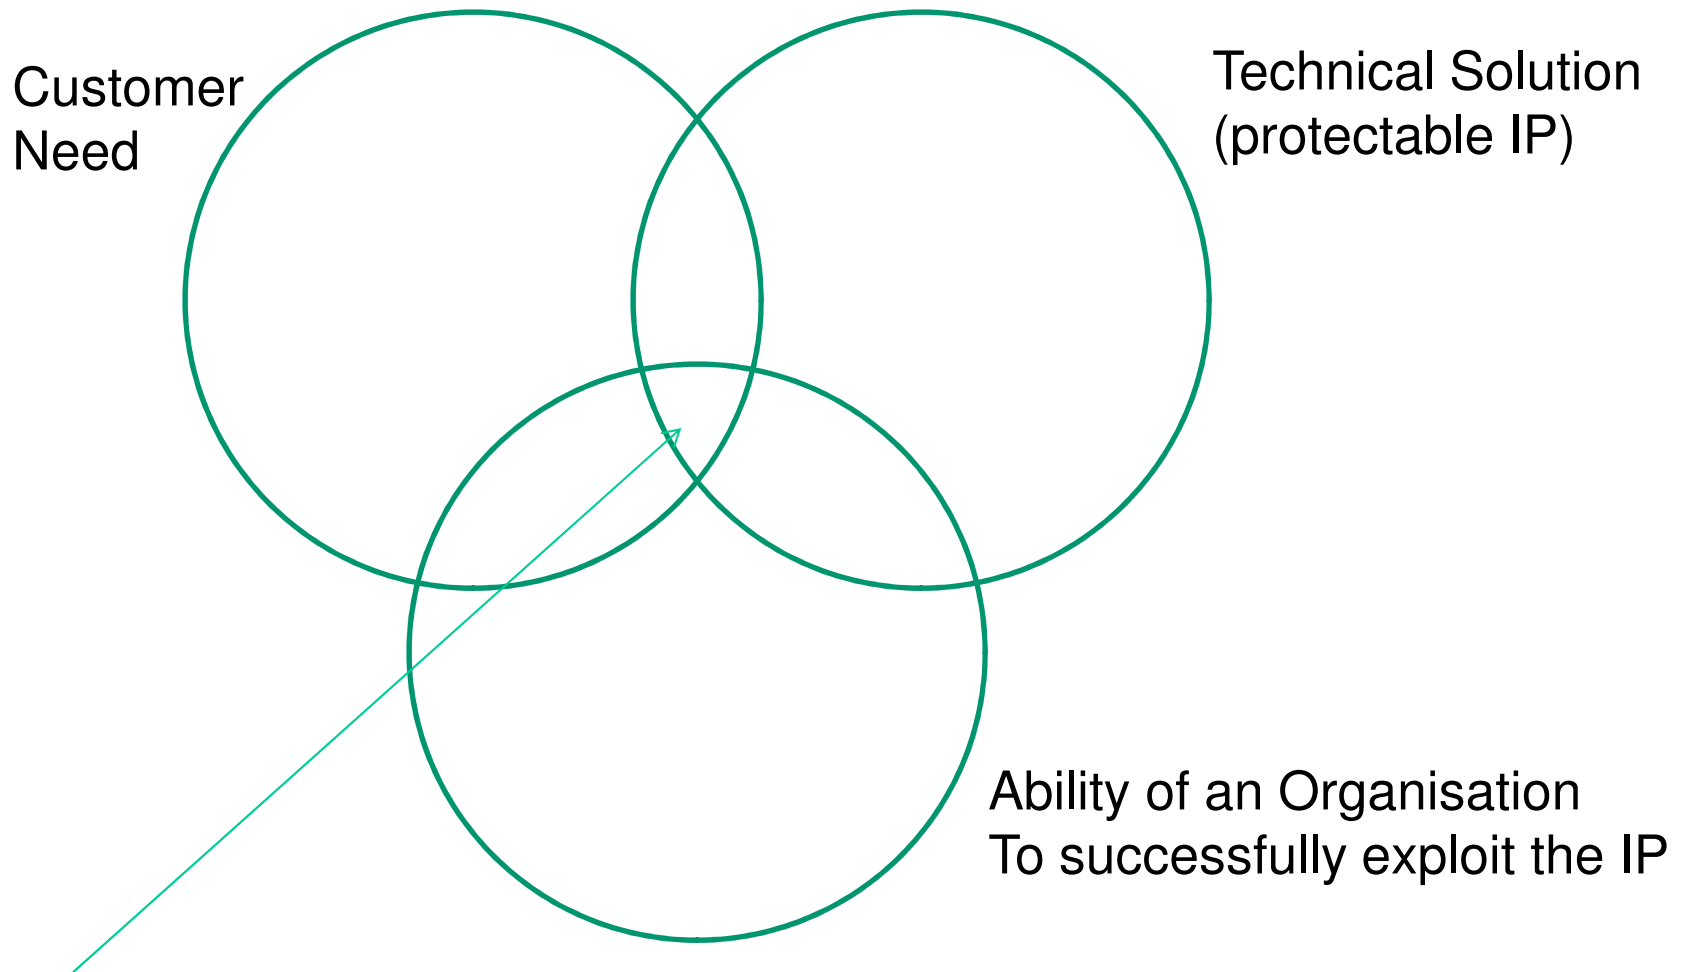 Customer
Need
Technical Solution
(protectable IP)
Ability of an Organisation
To successfully exploit the IP